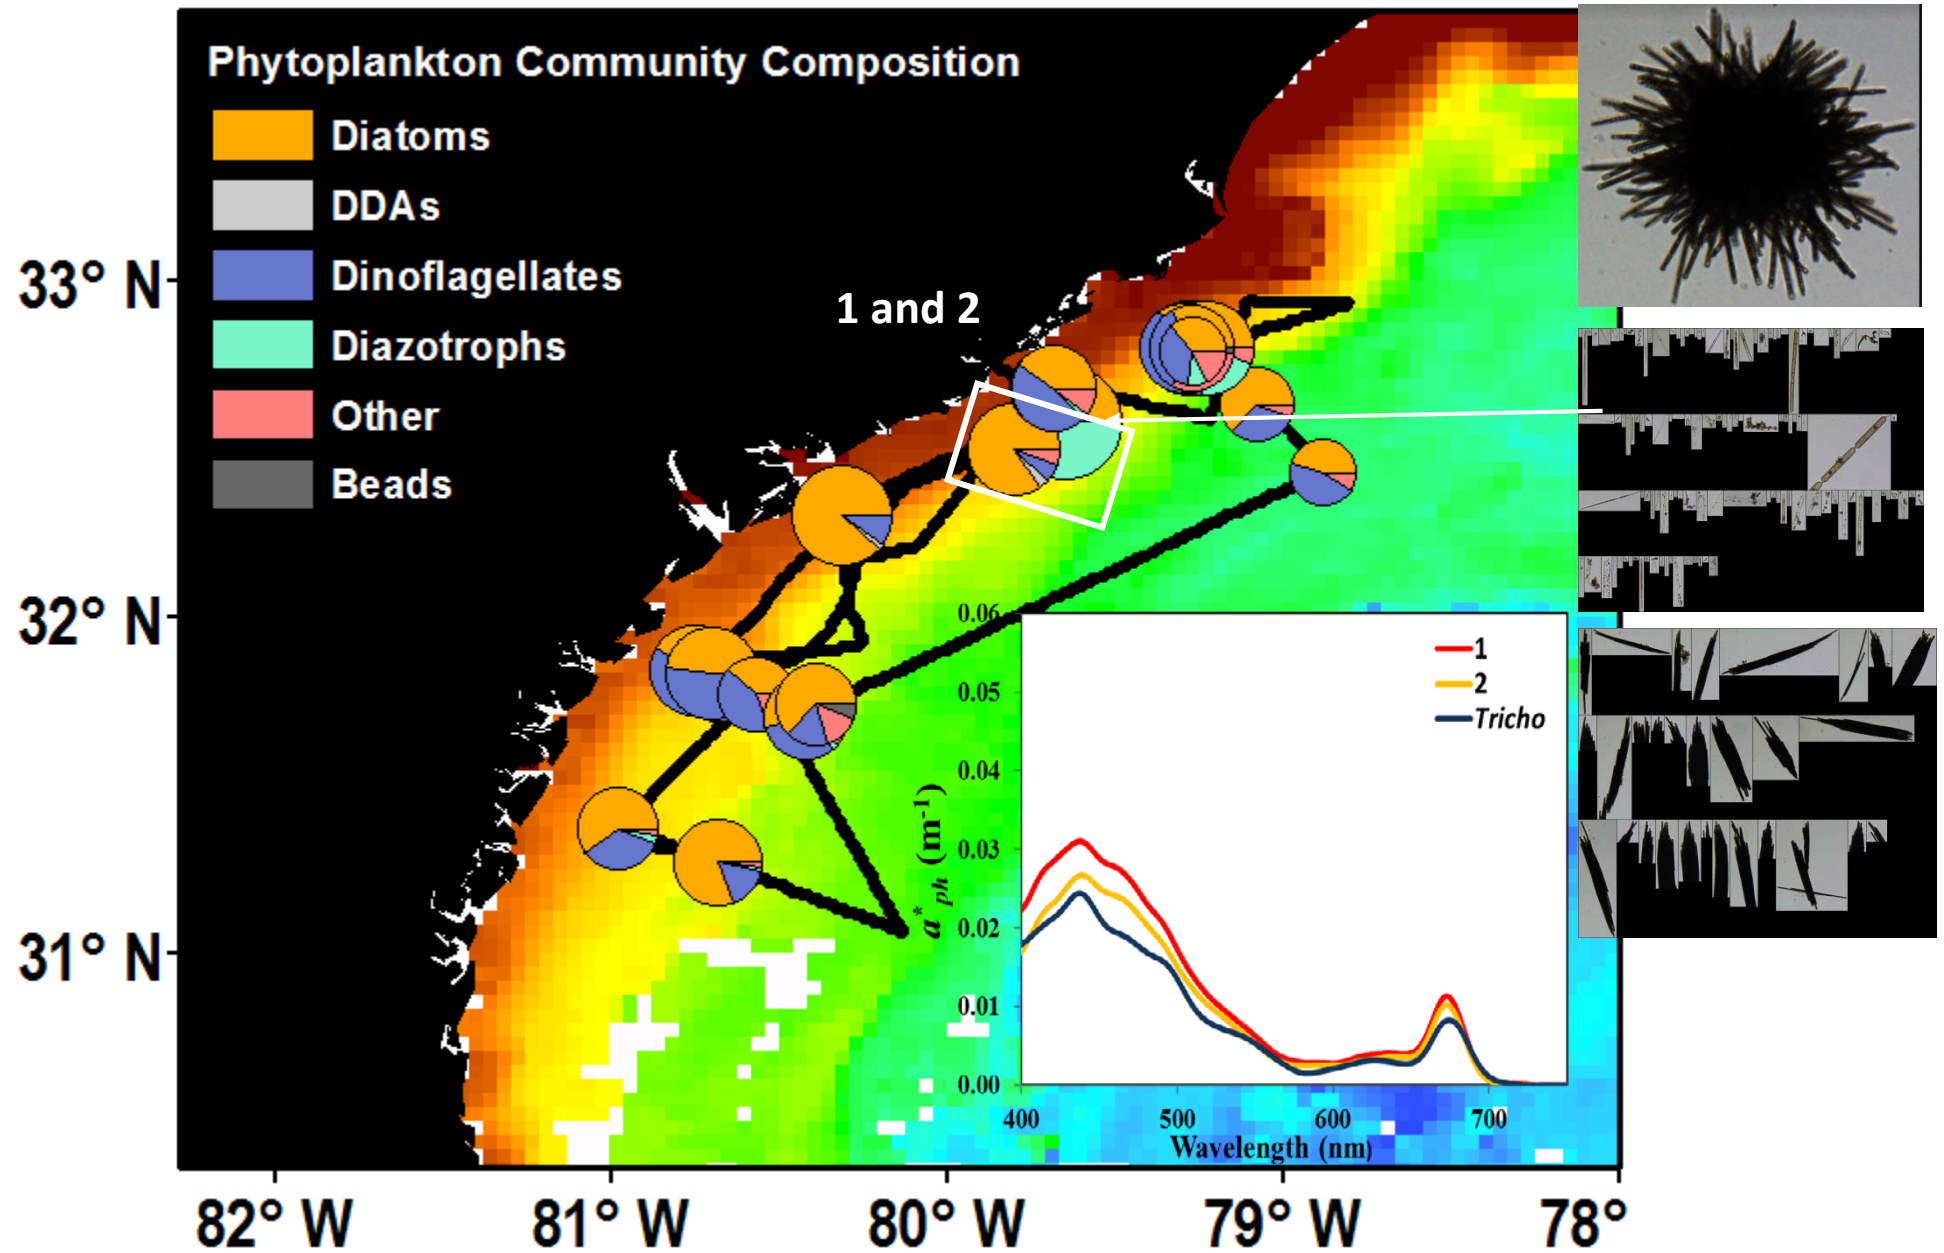 Phytoplankton Community Composition
Diatoms
DDAs
Dinoflagellates
Diazotrophs
Other
Beads
1 and 2
33° N
32° N
31° N
82° W
81° W
80° W
79° W
78°
1
2
Tricho
0.06
0.05
0.04
0.03
0.02
0.01
0.00
a*ph (m-1)
400
500
600
700
Wavelength (nm)